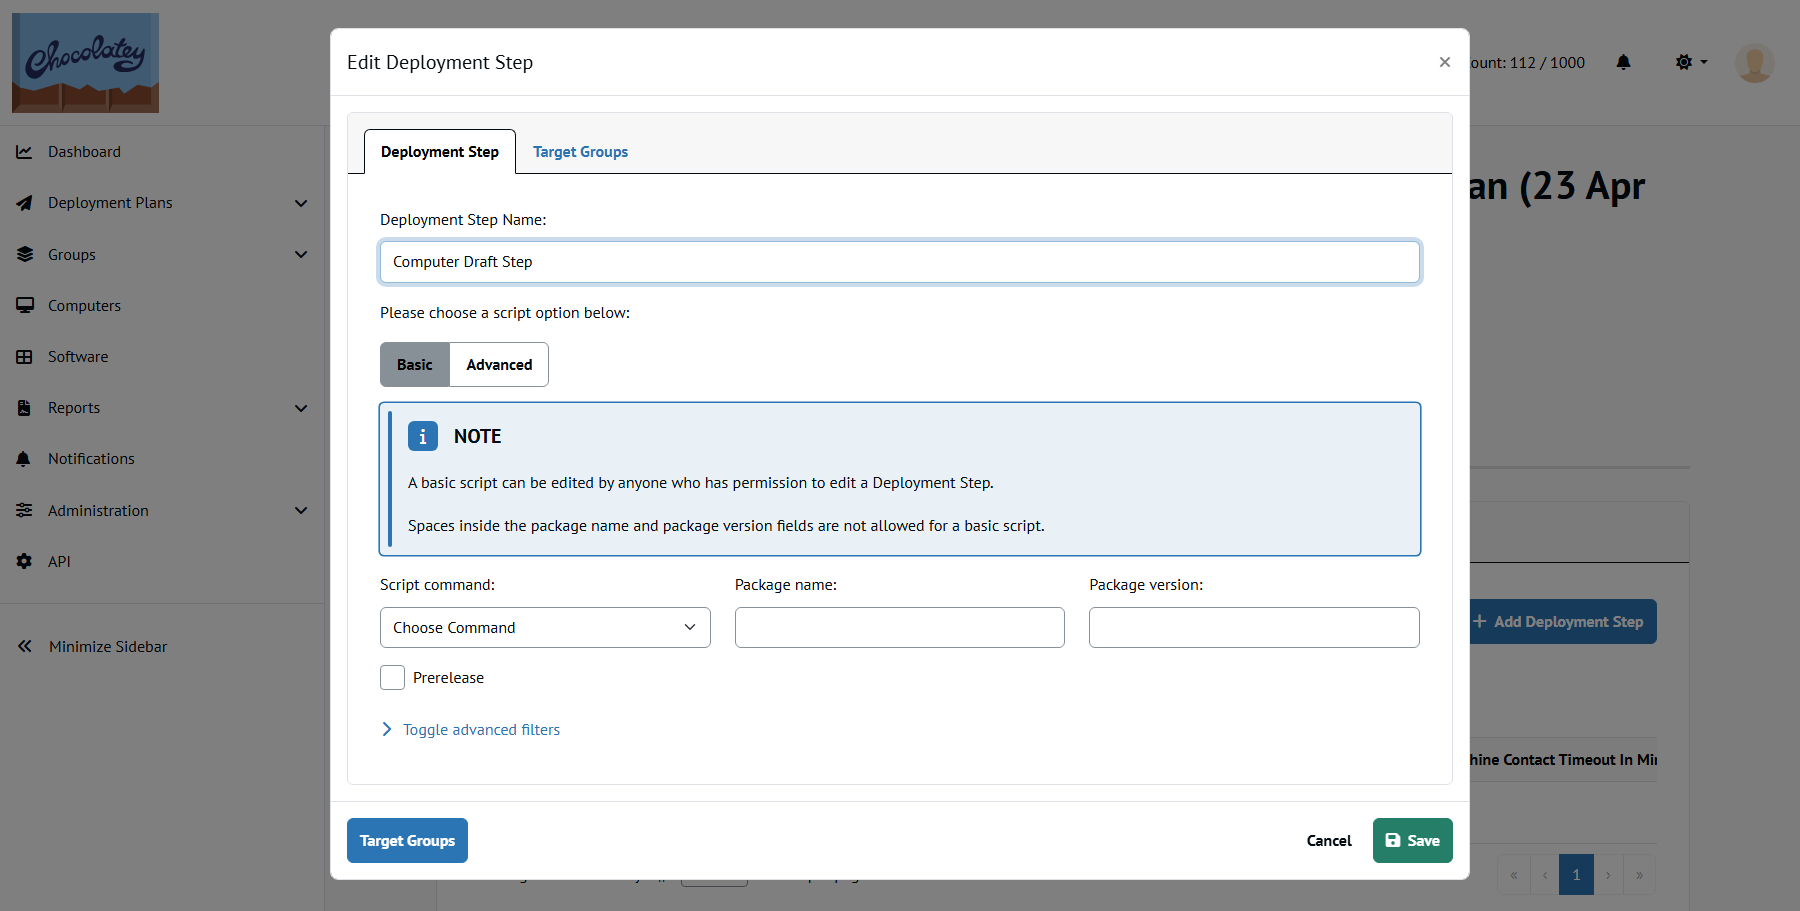 Chocolatey
Edit Deployment Step
×
ount: 112 / 1000
Dashboard
Deployment Plans
Groups
Computers
Software
Reports
Notifications
Administration
API
Minimize Sidebar
an (23 Apr
Deployment Step
Target Groups
Deployment Step Name:
Computer Draft Step
Please choose a script option below:
Basic
Advanced
NOTE
A basic script can be edited by anyone who has permission to edit a Deployment Step.
Spaces inside the package name and package version fields are not allowed for a basic script.
Script command:
Package name:
Package version:
Choose Command
Prerelease
Toggle advanced filters
+ Add Deployment Step
hine Contact Timeout In Mi
Target Groups
Cancel
Save
« ‹ 1 › »